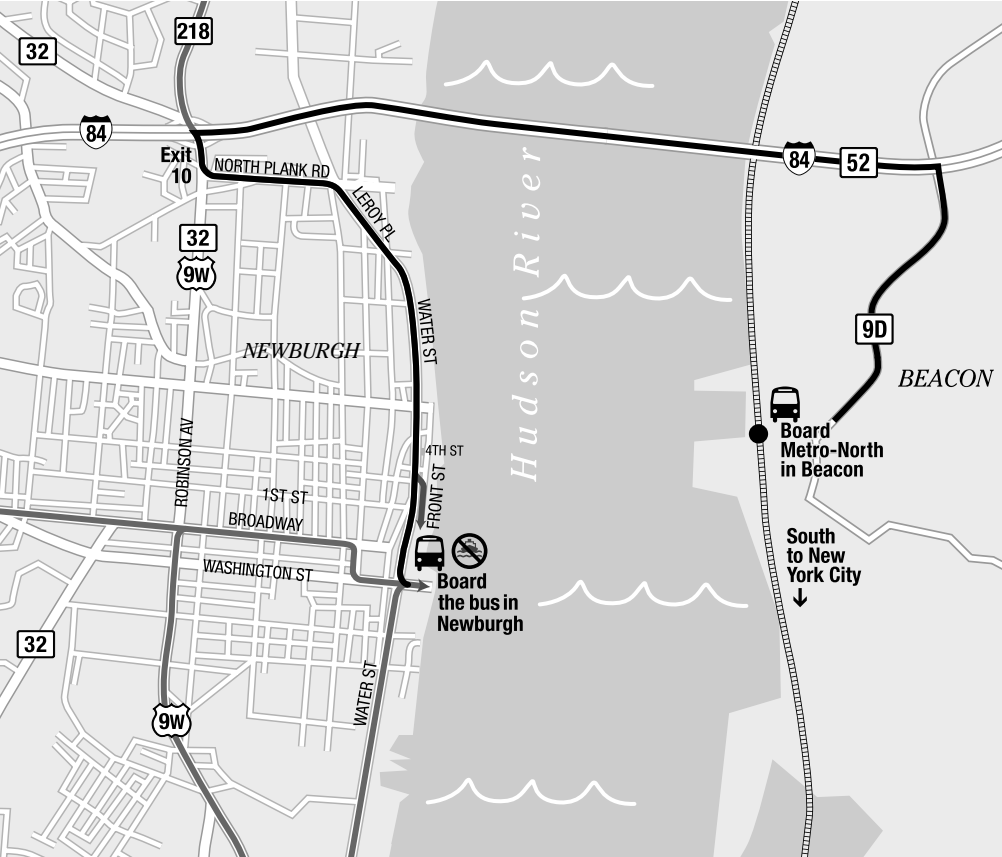 218
32
84
Exit
10
NORTH PLANK RD
LEROY PL
84
52
32
9W
Hudson River
WATER ST
9D
NEWBURGH
BEACON
Board
Metro-North
in Beacon
ROBINSON AV
4TH ST
FRONT ST
1ST ST
BROADWAY
WASHINGTON ST
Board
the bus in
Newburgh
South
to New
York City
32
WATER ST
9W